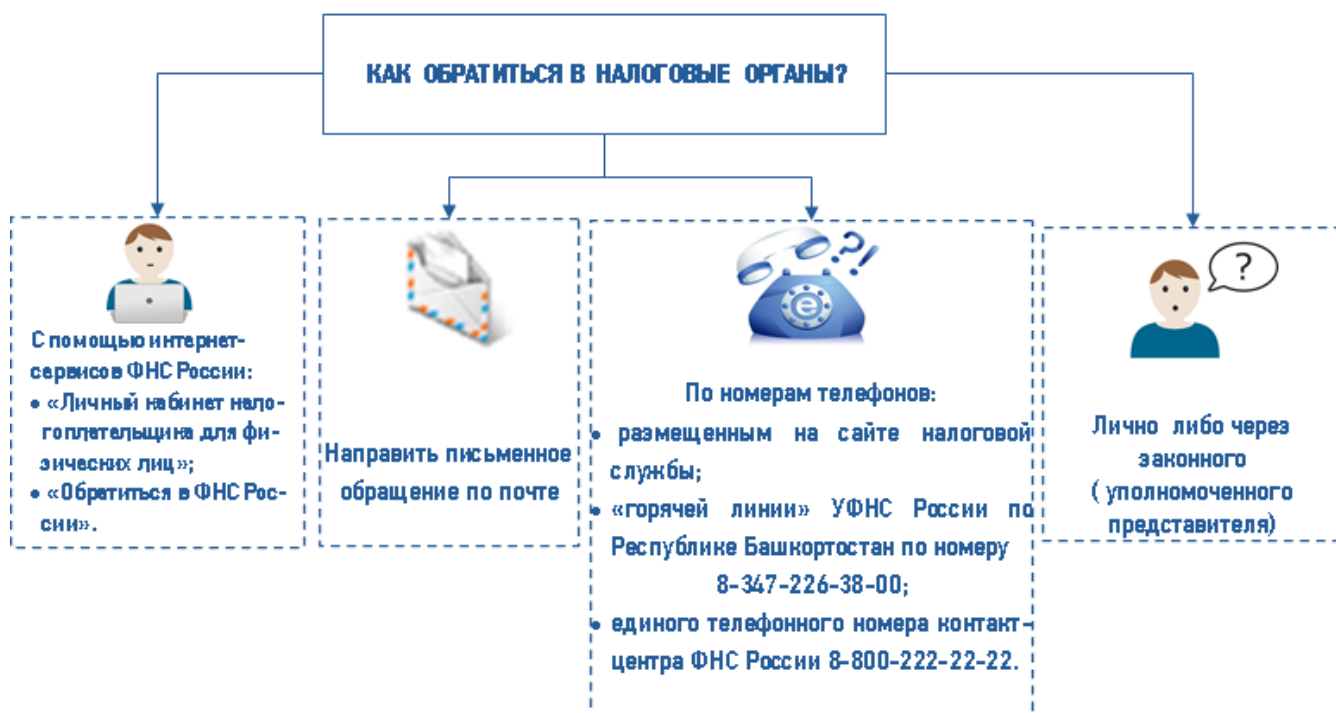 КАК ОБРАТИТЬСЯ В НАЛОГОВЫЕ ОРГАНЫ?
С помощью интернет-
сервисов ФНС России:
• «Личный кабинет нало-
гоплательщика для фи-
зических лиц»;
• «Обратиться в ФНС Рос-
сии».
Направить письменное
обращение по почте
?!
e
По номерам телефонов:
• размещенным на сайте налоговой
службы;
• «горячей линии» УФНС России по
Республике Башкортостан по номеру
8-347-226-38-00;
• единого телефонного номера контакт-
центра ФНС России 8-800-222-22-22.
?
Лично либо через
законного
( уполномоченного
представителя)